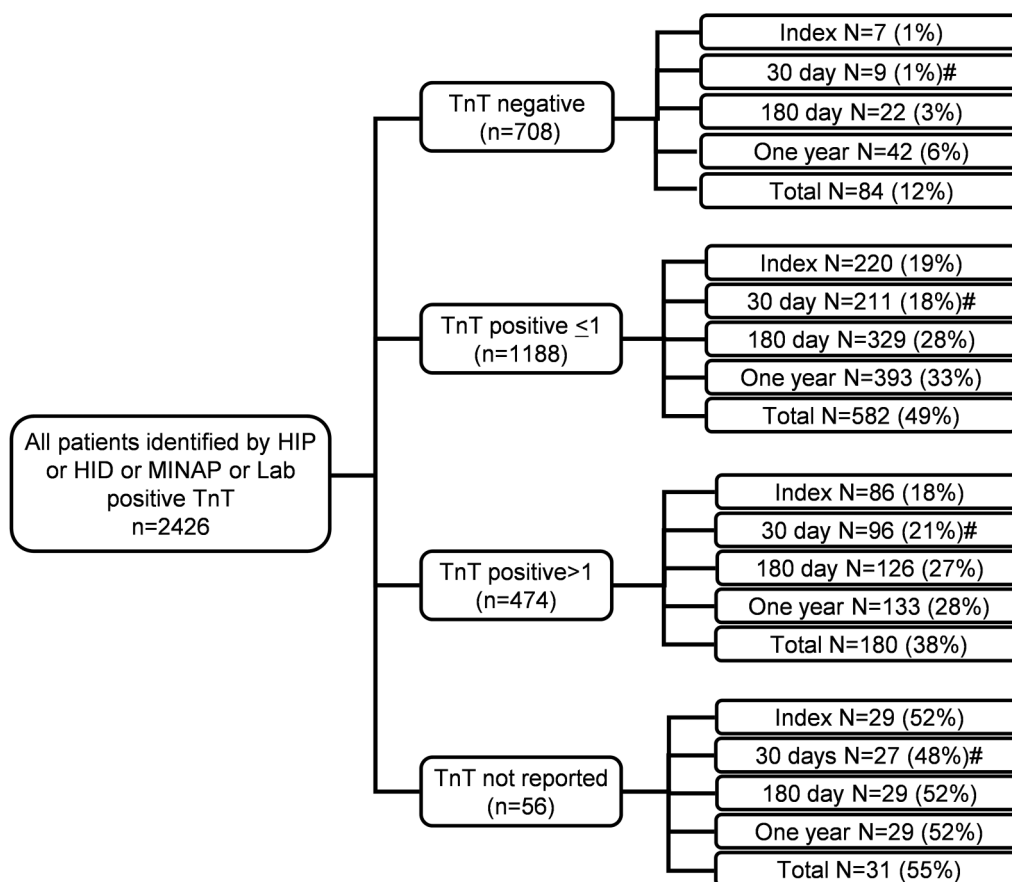 All patients identified by HIP
or HID or MINAP or Lab
positive TnT
n=2426
TnT negative
(n=708)
Index N=7 (1%)
30 day N=9 (1%)#
180 day N=22 (3%)
One year N=42 (6%)
Total N=84 (12%)
TnT positive ≤1
(n=1188)
Index N=220 (19%)
30 day N=211 (18%)#
180 day N=329 (28%)
One year N=393 (33%)
Total N=582 (49%)
TnT positive>1
(n=474)
Index N=86 (18%)
30 day N=96 (21%)#
180 day N=126 (27%)
One year N=133 (28%)
Total N=180 (38%)
TnT not reported
(n=56)
Index N=29 (52%)
30 days N=27 (48%)#
180 day N=29 (52%)
One year N=29 (52%)
Total N=31 (55%)